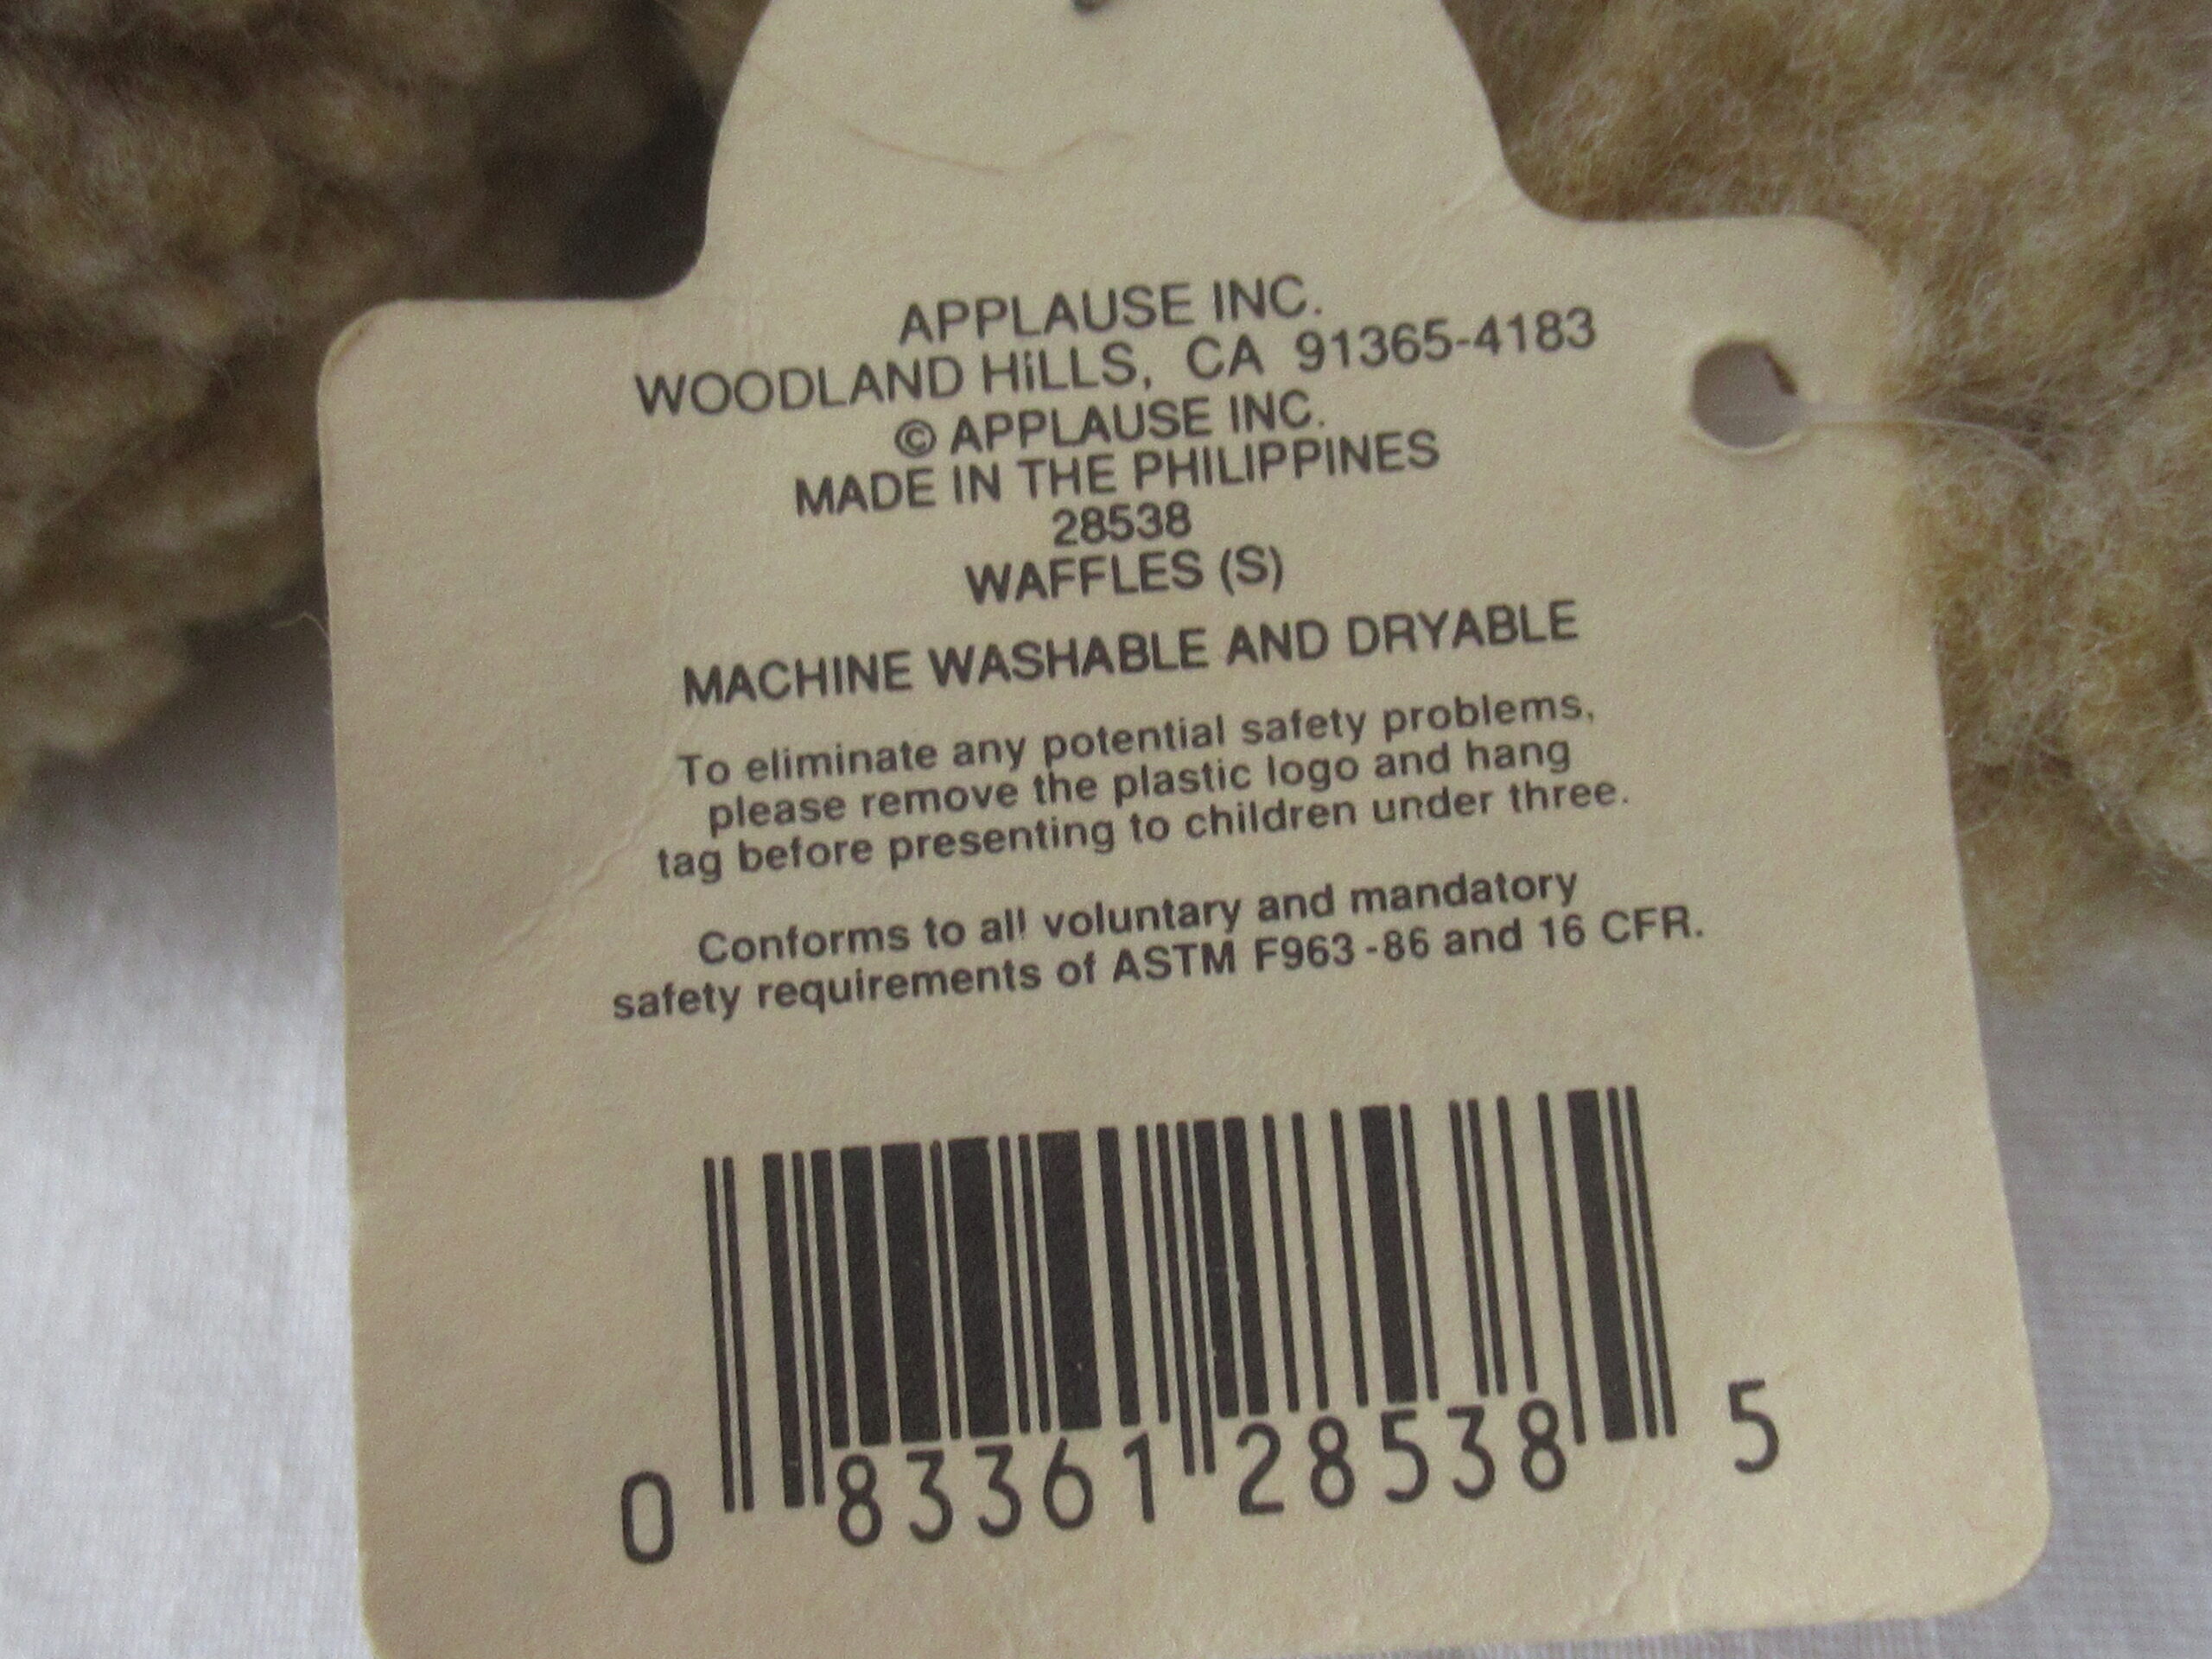 APPLAUSE INC.
WOODLAND HiLLS, CA 91365-4183
© APPLAUSE INC.
MADE IN THE PHILIPPINES
28538
WAFFLES (S)
MACHINE WASHABLE AND DRYABLE
To eliminate any potential safety problems,
please remove the plastic logo and hang
tag before presenting to children under three.
Conforms to all voluntary and mandatory
safety requirements of ASTM F963-86 and 16 CFR.
0 83361 28538 5